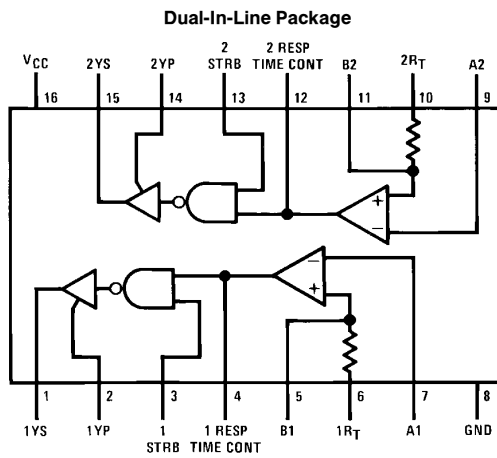 Dual-In-Line Package
VCC 2YS 2YP 2 STRB 2 RESP TIME CONT B2 2RT A2
16 15 14 13 12 11 10 9
+
−
−
+
1 2 3 4 5 6 7 8
1YS 1YP 1 STRB 1 RESP TIME CONT B1 1RT A1 GND